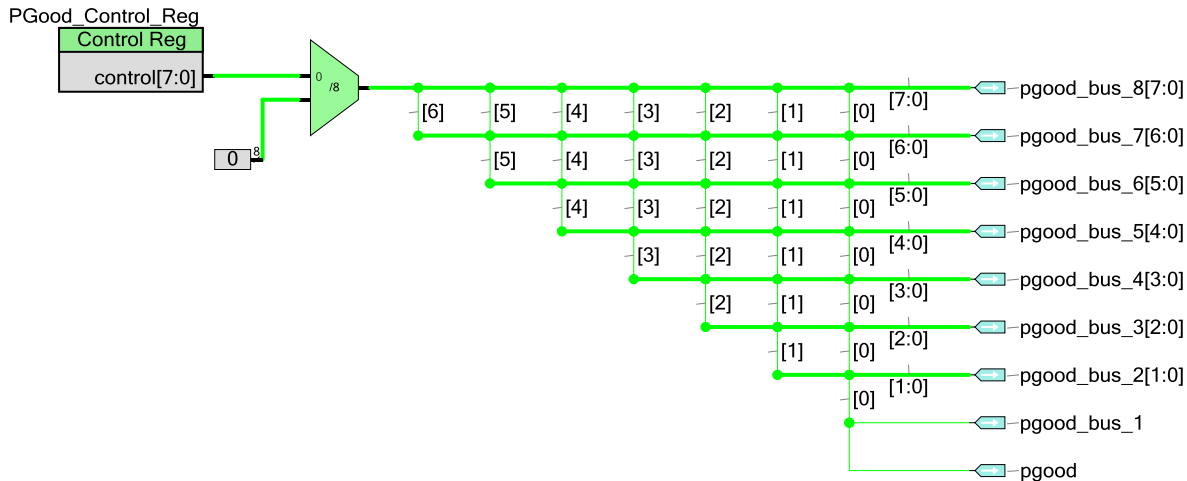 PGood_Control_Reg
Control Reg
control[7:0]
0
/8
0
8
[7:0]
pgood_bus_8[7:0]
[6] [5] [4] [3] [2] [1] [0]
[6:0]
pgood_bus_7[6:0]
[5] [4] [3] [2] [1] [0]
[5:0]
pgood_bus_6[5:0]
[4] [3] [2] [1] [0]
[4:0]
pgood_bus_5[4:0]
[3] [2] [1] [0]
[3:0]
pgood_bus_4[3:0]
[2] [1] [0]
[2:0]
pgood_bus_3[2:0]
[1] [0]
[1:0]
pgood_bus_2[1:0]
[0]
pgood_bus_1
pgood